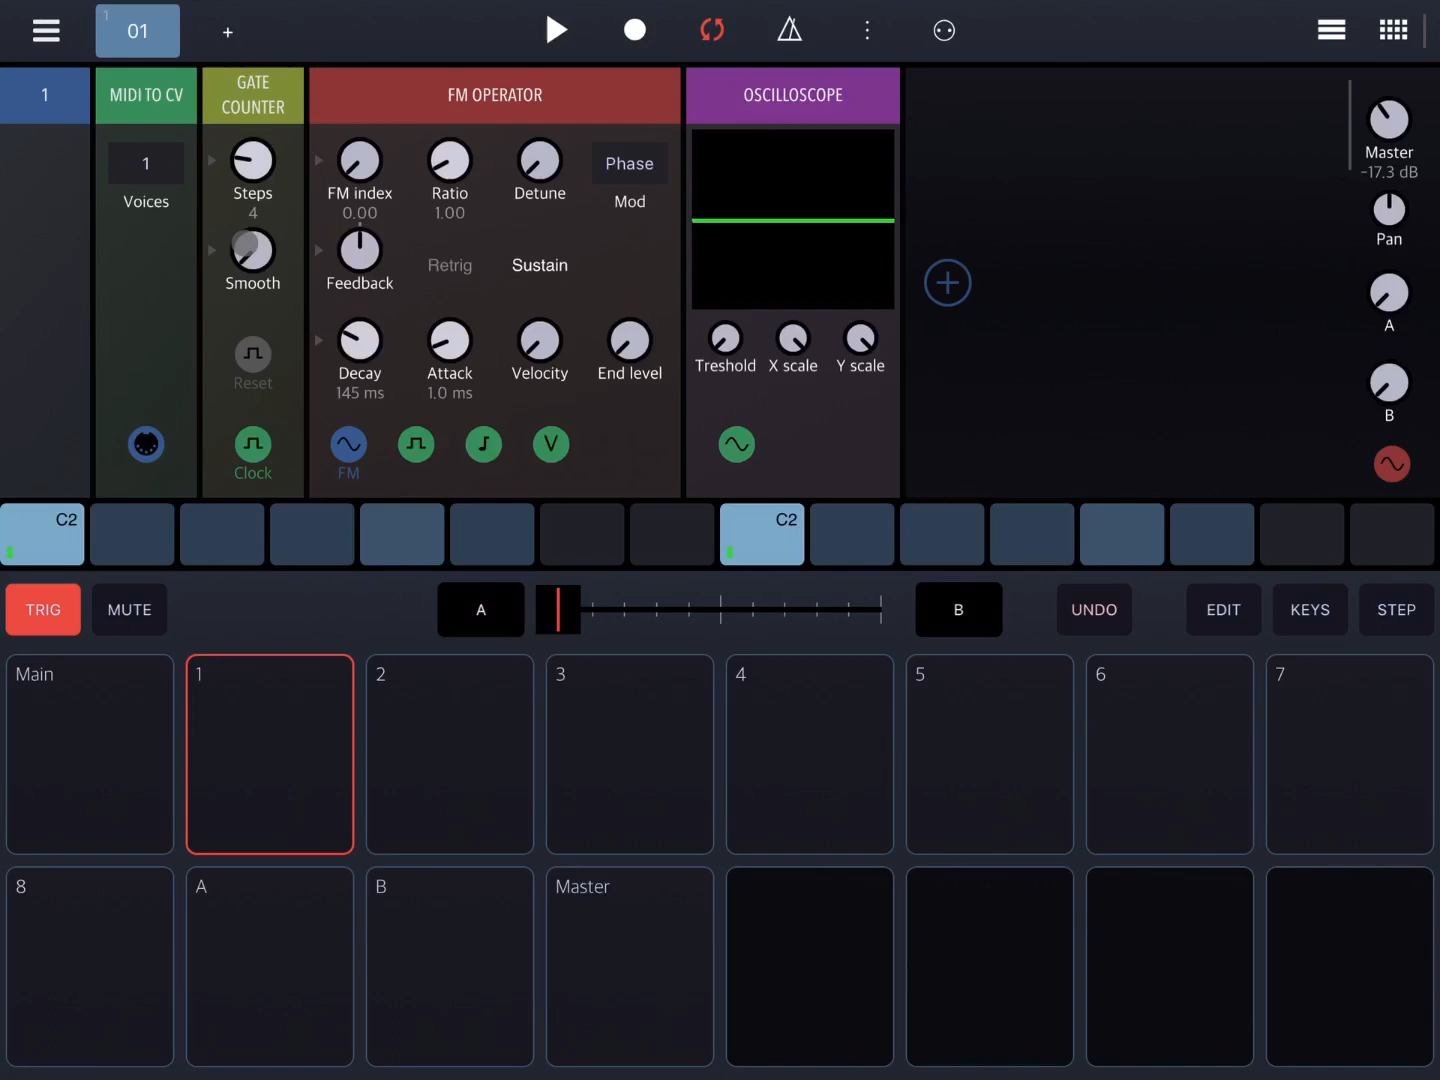 1
01
+
1
MIDI TO CV
GATE
COUNTER
FM OPERATOR
OSCILLOSCOPE
1
Voices
Steps
4
Smooth
Reset
Clock
FM index
0.00
Ratio
1.00
Detune
Phase
Mod
Feedback
Retrig
Sustain
Decay
145 ms
Attack
1.0 ms
Velocity
End level
FM
V
Treshold
X scale
Y scale
Master
-17.3 dB
Pan
A
B
C2
C2
TRIG
MUTE
A
B
UNDO
EDIT
KEYS
STEP
Main
1
2
3
4
5
6
7
8
A
B
Master